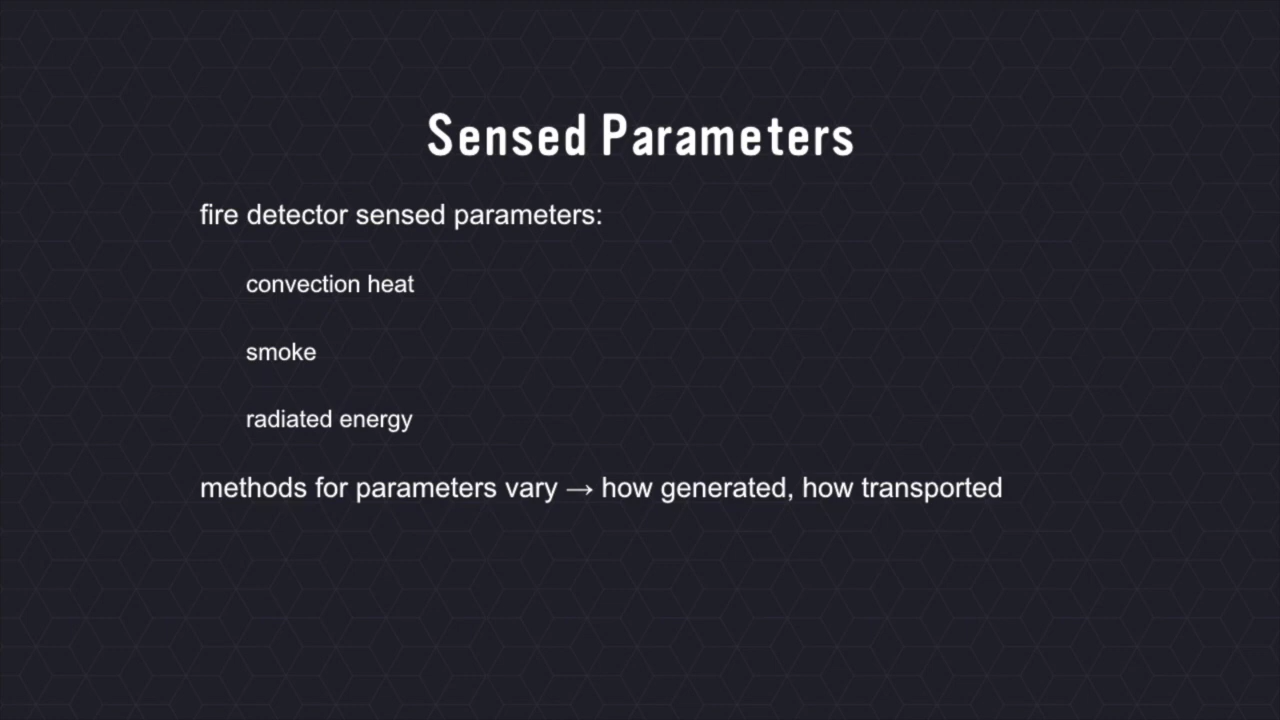 Sensed Parameters
fire detector sensed parameters:
convection heat
smoke
radiated energy
methods for parameters vary → how generated, how transported